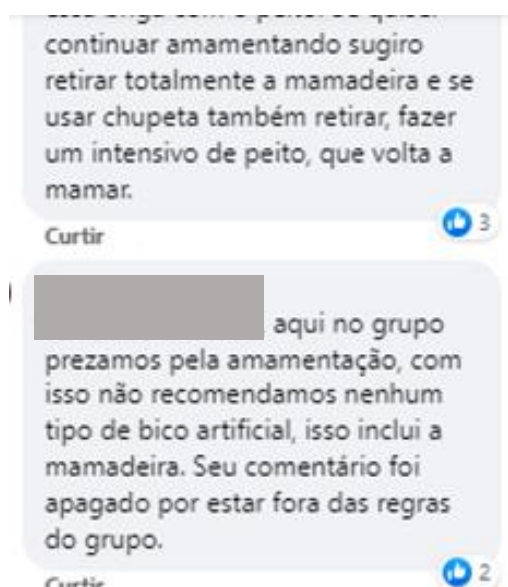 continuar amamentando sugiro
retirar totalmente a mamadeira e se
usar chupeta também retirar, fazer
um intensivo de peito, que volta a
mamar.
3
Curtir
aqui no grupo
prezamos pela amamentação, com
isso não recomendamos nenhum
tipo de bico artificial, isso inclui a
mamadeira. Seu comentário foi
apagado por estar fora das regras
do grupo.
2
Curtir